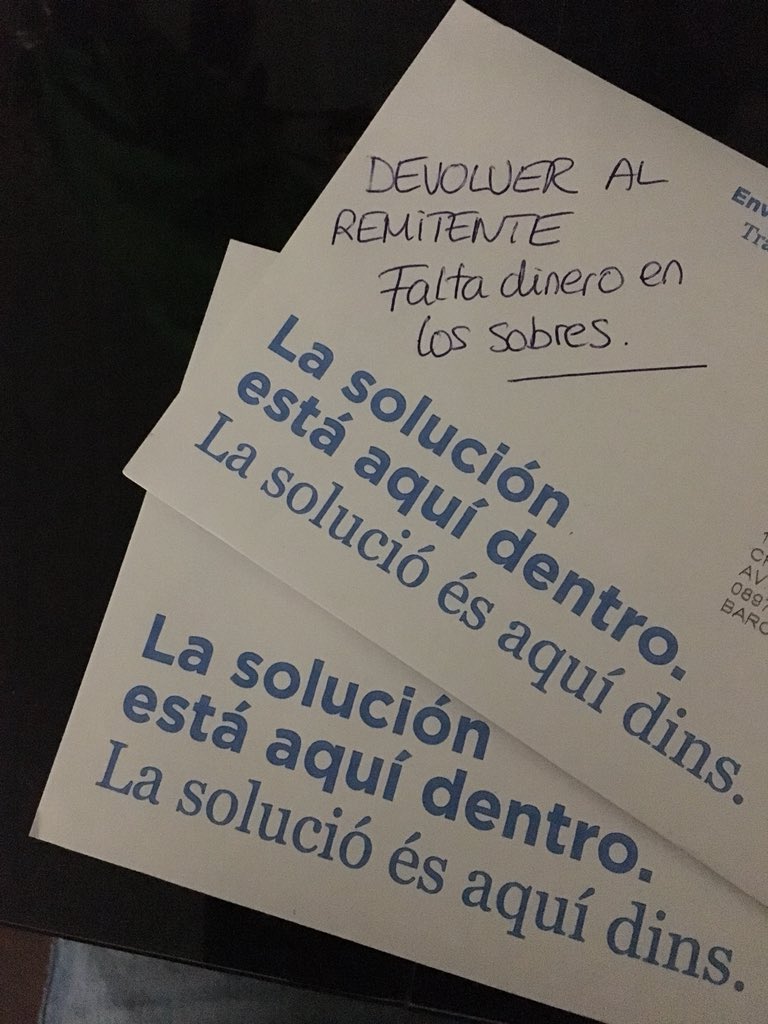 DEVOLVER AL
REMITENTE
Falta dinero en
los sobres.
La solución
está aquí dentro.
La solució és aquí dins.
La solución
está aquí dentro.
La solució és aquí dins.